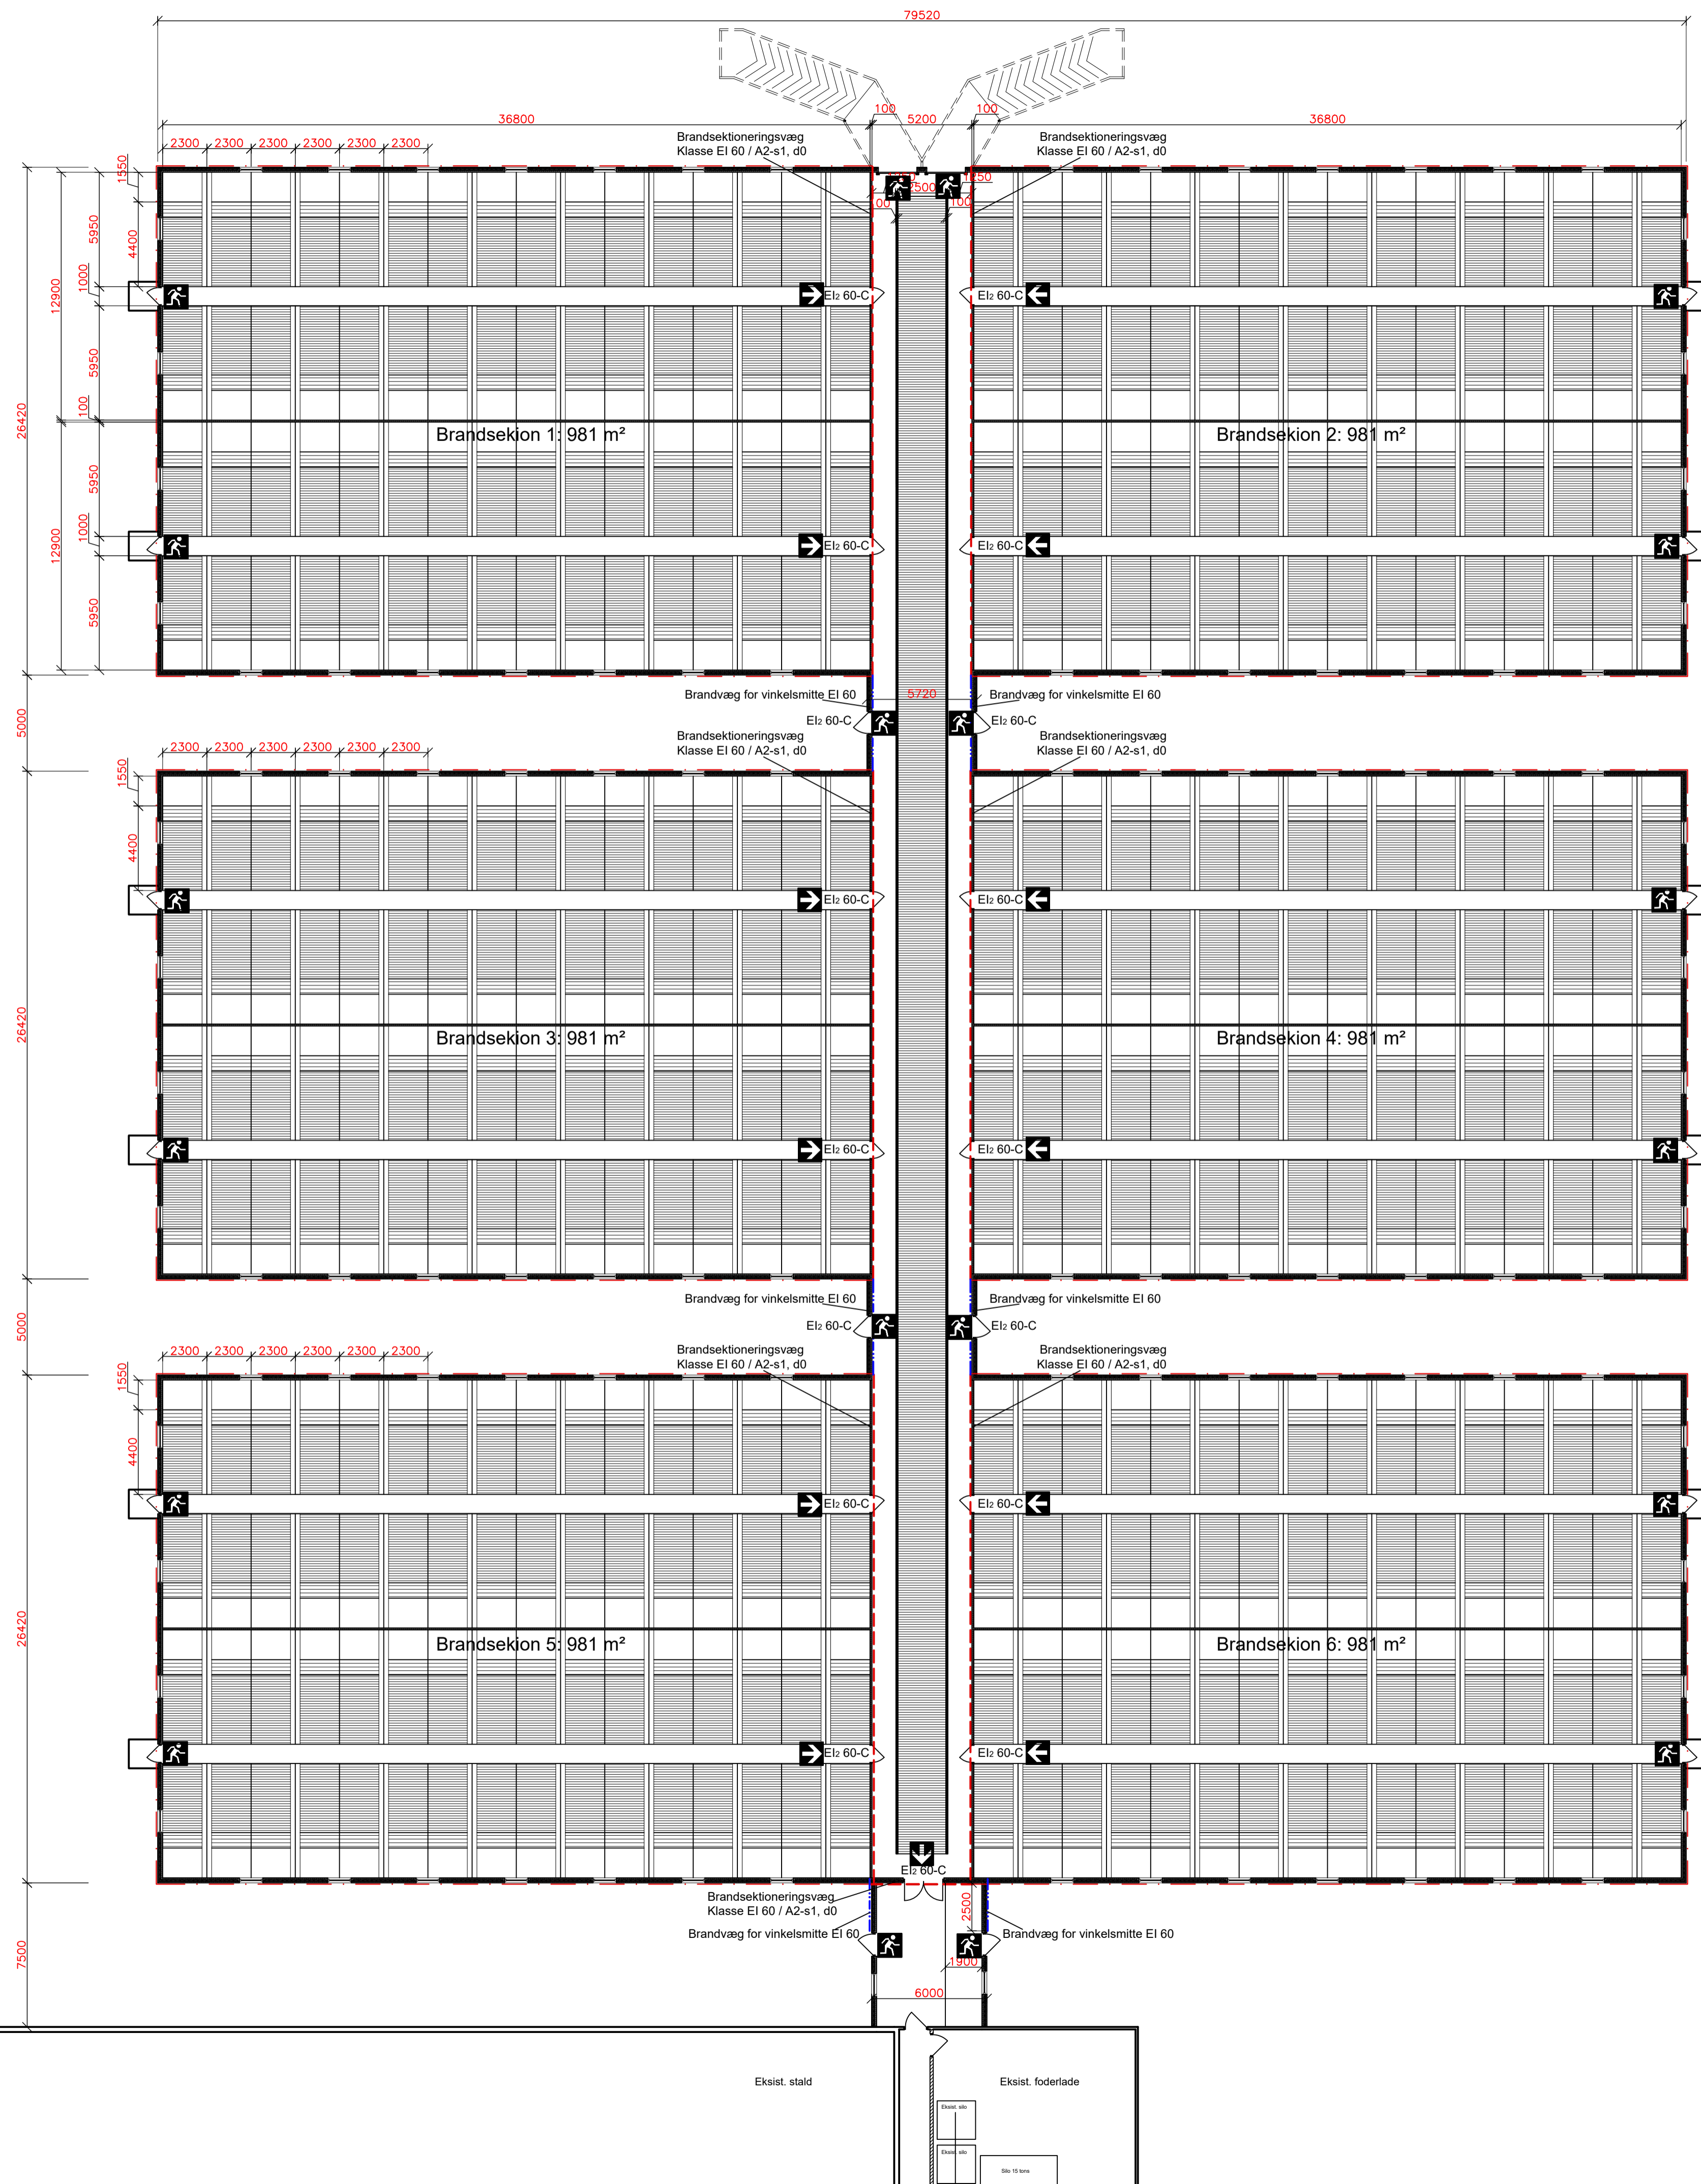 79520
100
100
36800
5200
36800
Brandsektioneringsvæg
Klasse EI 60 / A2-s1, d0
Brandsektioneringsvæg
Klasse EI 60 / A2-s1, d0
2300 2300 2300 2300 2300 2300
1550
1250
2500
100
5950
4400
1000
12900
EI2 60-C
EI2 60-C
5950
26420
100
Brandsekion 1: 981 m²
Brandsekion 2: 981 m²
5950
1000
12900
EI2 60-C
EI2 60-C
5950
Brandvæg for vinkelsmitte EI 60
5720
Brandvæg for vinkelsmitte EI 60
5000
EI2 60-C
EI2 60-C
Brandsektioneringsvæg
Klasse EI 60 / A2-s1, d0
Brandsektioneringsvæg
Klasse EI 60 / A2-s1, d0
2300 2300 2300 2300 2300 2300
1550
4400
EI2 60-C
EI2 60-C
26420
Brandsekion 3: 981 m²
Brandsekion 4: 981 m²
EI2 60-C
EI2 60-C
Brandvæg for vinkelsmitte EI 60
Brandvæg for vinkelsmitte EI 60
5000
EI2 60-C
EI2 60-C
Brandsektioneringsvæg
Klasse EI 60 / A2-s1, d0
Brandsektioneringsvæg
Klasse EI 60 / A2-s1, d0
2300 2300 2300 2300 2300 2300
1550
4400
EI2 60-C
EI2 60-C
26420
Brandsekion 5: 981 m²
Brandsekion 6: 981 m²
EI2 60-C
EI2 60-C
EI2 60-C
Brandsektioneringsvæg
Klasse EI 60 / A2-s1, d0
2500
Brandvæg for vinkelsmitte EI 60
Brandvæg for vinkelsmitte EI 60
7500
1900
6000
Eksist. stald
Eksist. foderlade
Eksist. silo
Eksist. silo
Silo 15 tons